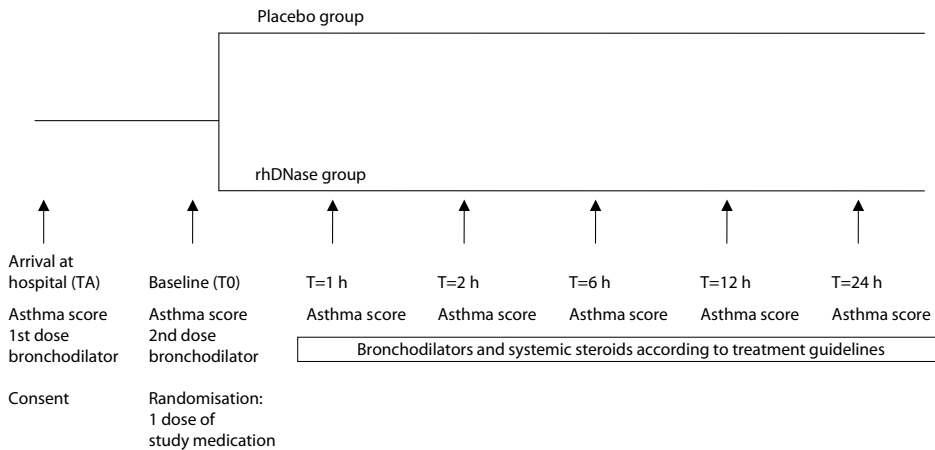 Placebo group
rhDNase group
Arrival at
hospital (TA)
Baseline (T0)
T=1 h
T=2 h
T=6 h
T=12 h
T=24 h
Asthma score
1st dose
bronchodilator
Asthma score
2nd dose
bronchodilator
Asthma score
Asthma score
Asthma score
Asthma score
Asthma score
Bronchodilators and systemic steroids according to treatment guidelines
Consent
Randomisation:
1 dose of
study medication